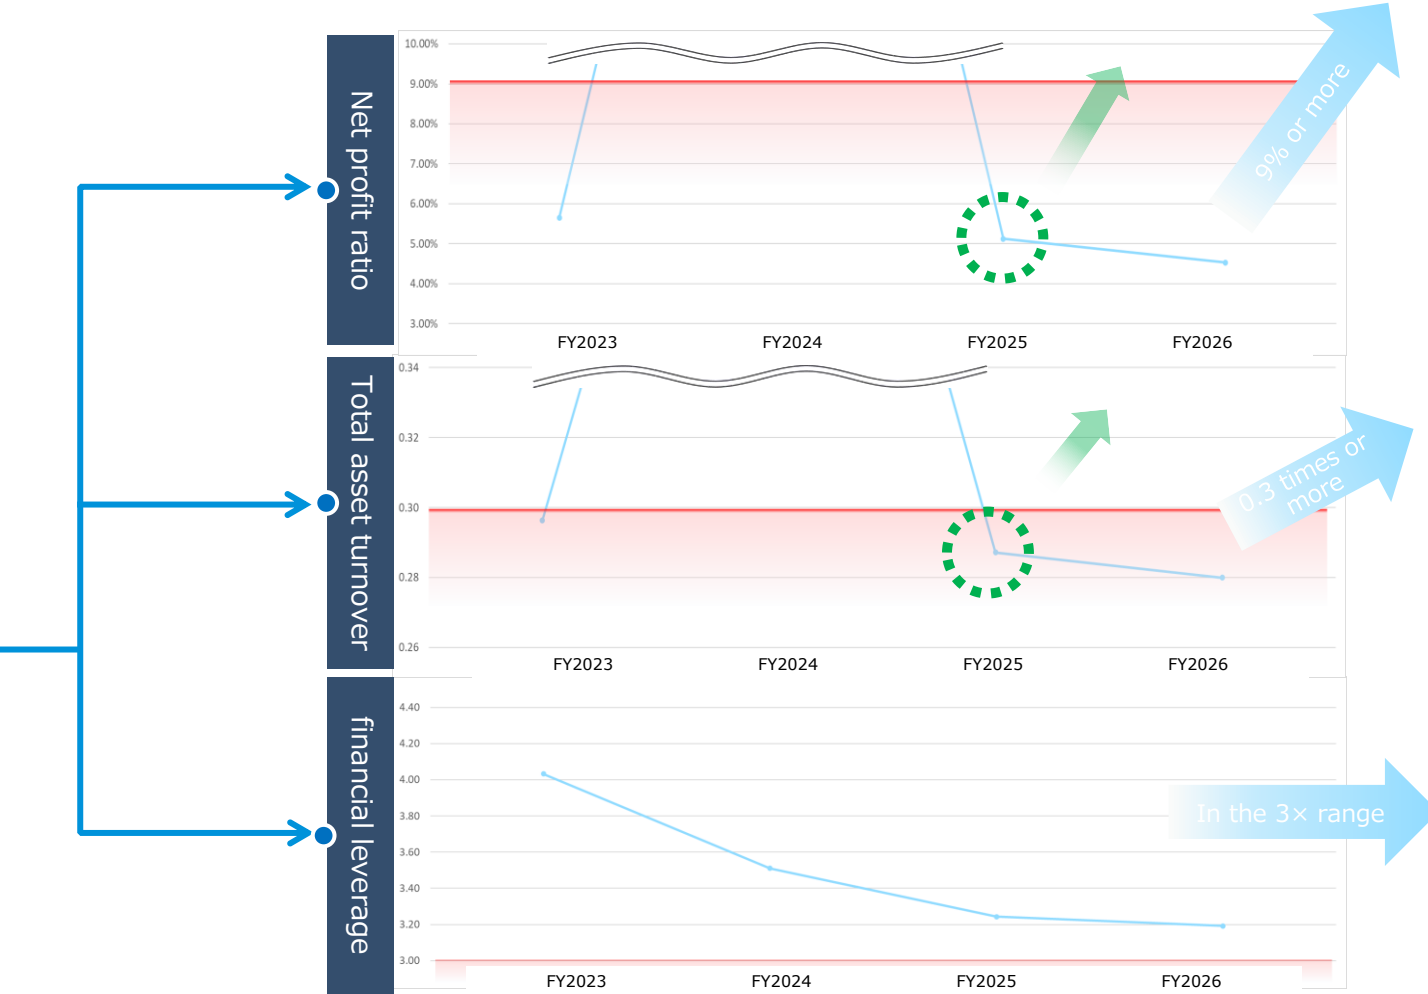 Net profit ratio
10.00%
9.00%
8.00%
7.00%
6.00%
5.00%
4.00%
3.00%
FY2023 FY2024 FY2025 FY2026
9% or more
Total asset turnover
0.34
0.32
0.30
0.28
0.26
FY2023 FY2024 FY2025 FY2026
0.3 times or
more
financial leverage
4.40
4.20
4.00
3.80
3.60
3.40
3.20
3.00
FY2023 FY2024 FY2025 FY2026
In the 3× range